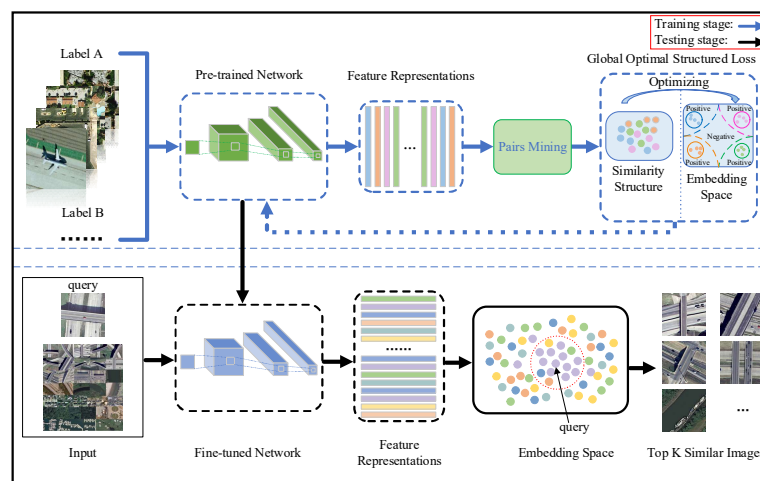 Training stage:
Testing stage:
Label A
Pre-trained Network
Feature Representations
Global Optimal Structured Loss
Optimizing
Positive
Positive
Negative
Positive
Positive
...
Pairs Mining
Similarity
Structure
Embedding
Space
Label B
......
query
......
query
...
Input
Fine-tuned Network
Feature
Representations
Embedding Space
Top K Similar Image